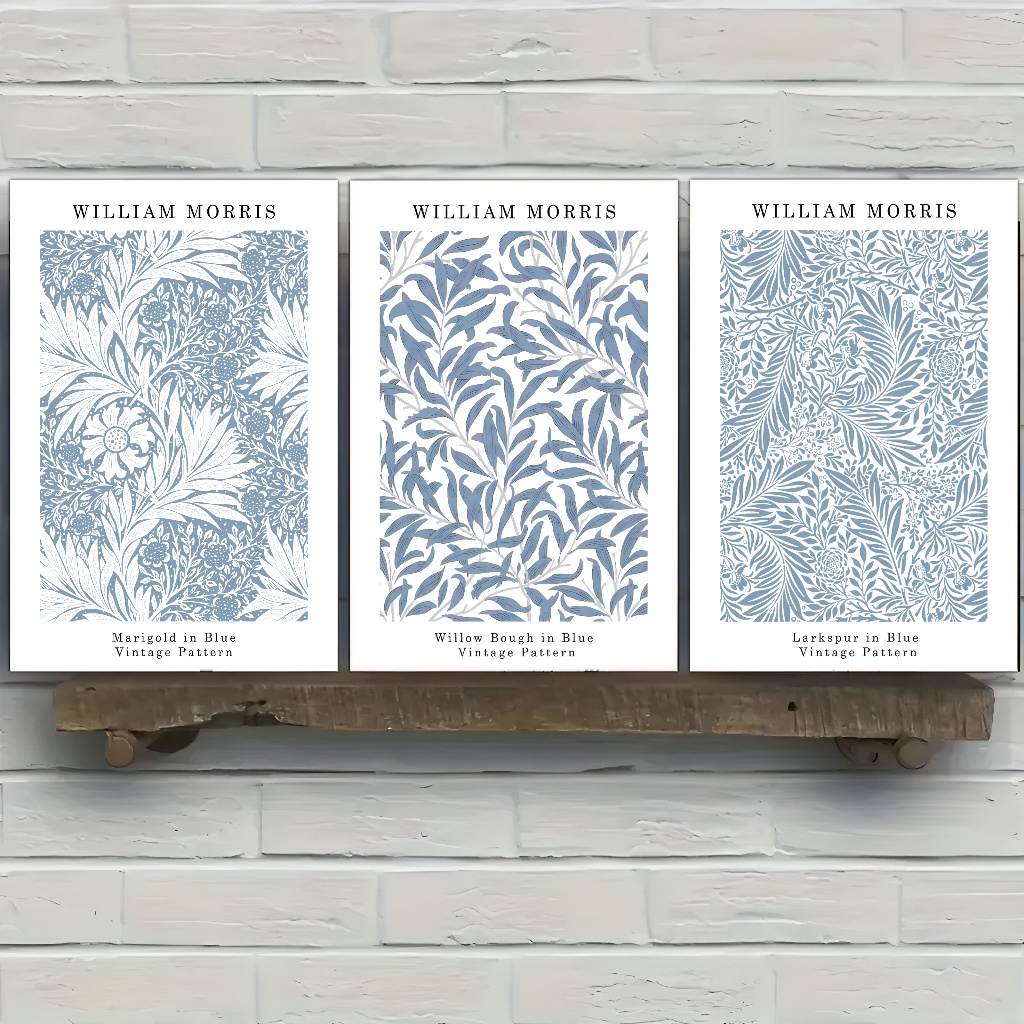 WILLIAM MORRIS
Marigold in Blue
Vintage Pattern
WILLIAM MORRIS
Willow Bough in Blue
Vintage Pattern
WILLIAM MORRIS
Larkspur in Blue
Vintage Pattern